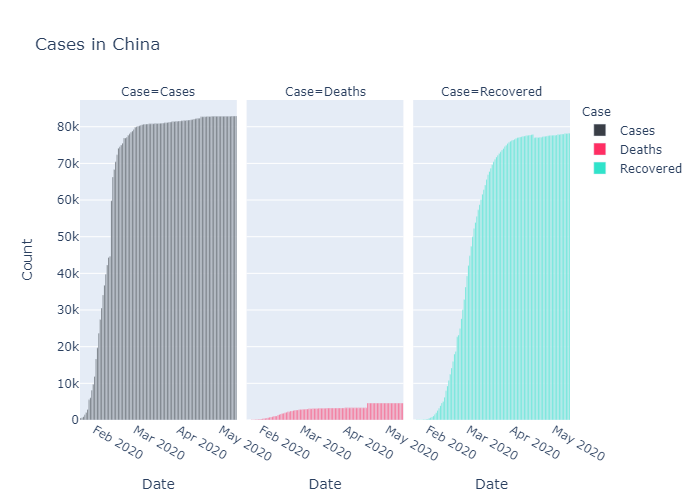 Cases in China
Case=Cases Case=Deaths Case=Recovered
Case
Cases
Deaths
Recovered
80k
70k
60k
50k
40k
30k
20k
10k
0
Count
Feb 2020 Mar 2020 Apr 2020 May 2020 Feb 2020 Mar 2020 Apr 2020 May 2020 Feb 2020 Mar 2020 Apr 2020 May 2020
Date Date Date